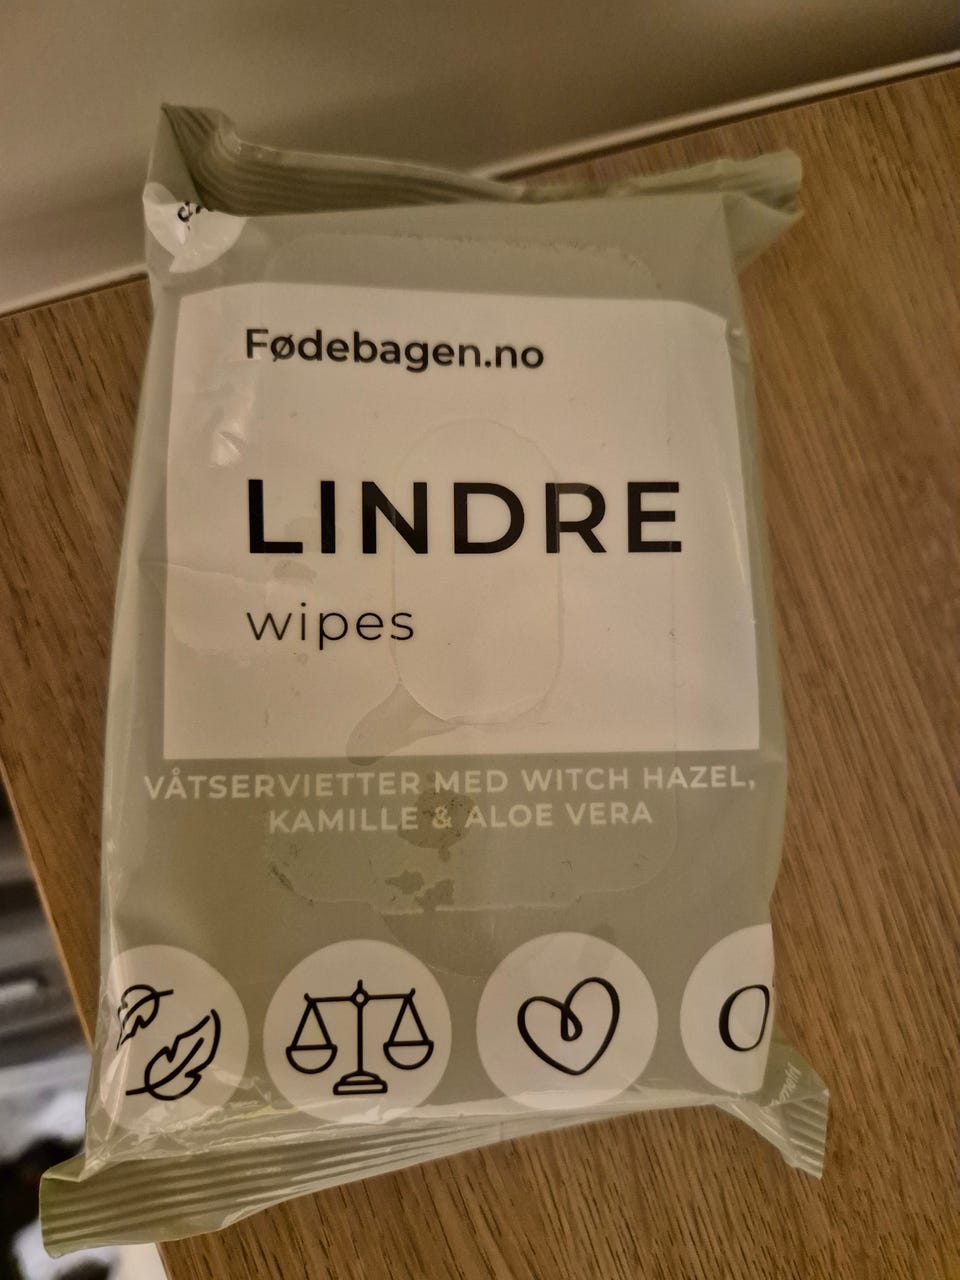 Fødebagen.no
LINDRE
wipes
VÅTSERVIETTER MED WITCH HAZEL,
KAMILLE & ALOE VERA